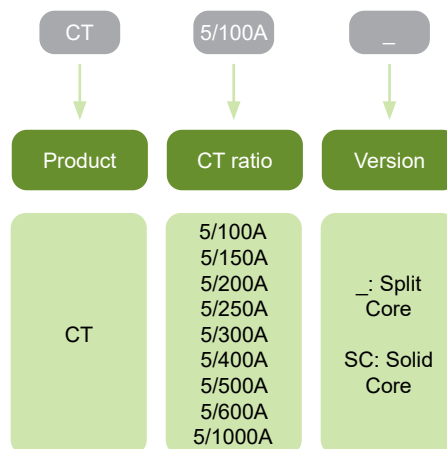 CT 5/100A _
Product CT ratio Version
CT
5/100A
5/150A
5/200A
5/250A
5/300A
5/400A
5/500A
5/600A
5/1000A
_: Split
Core
SC: Solid
Core